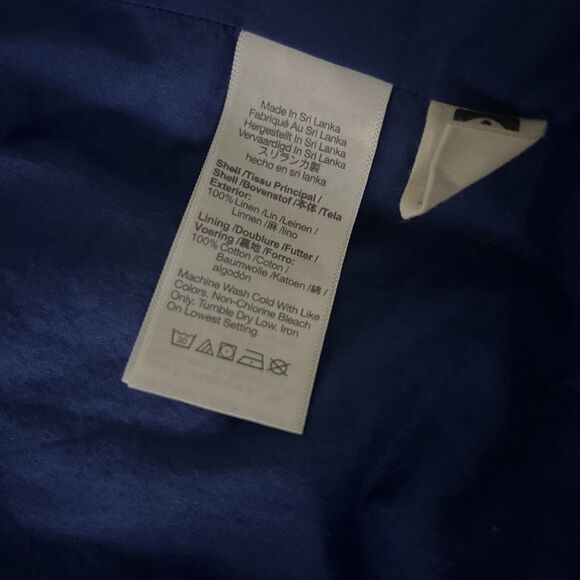 Made In Sri Lanka
Fabriqué Au Sri Lanka
Hergestellt In Sri Lanka
Vervaardigd In Sri Lanka
スリランカ製
hecho en sri lanka
Shell /Tissu Principal /
Shell /Bovenstof /本体 /Tela
Exterior:
100% Linen /Lin /Leinen /
Linnen /麻 /lino
Lining /Doublure /Futter /
Voering /裏地 /Forro:
100% Cotton /Coton /
Baumwolle /Katoen /綿 /
algodón
Machine Wash Cold With Like
Colors. Non-Chlorine Bleach
Only. Tumble Dry Low. Iron
On Lowest Setting.
30